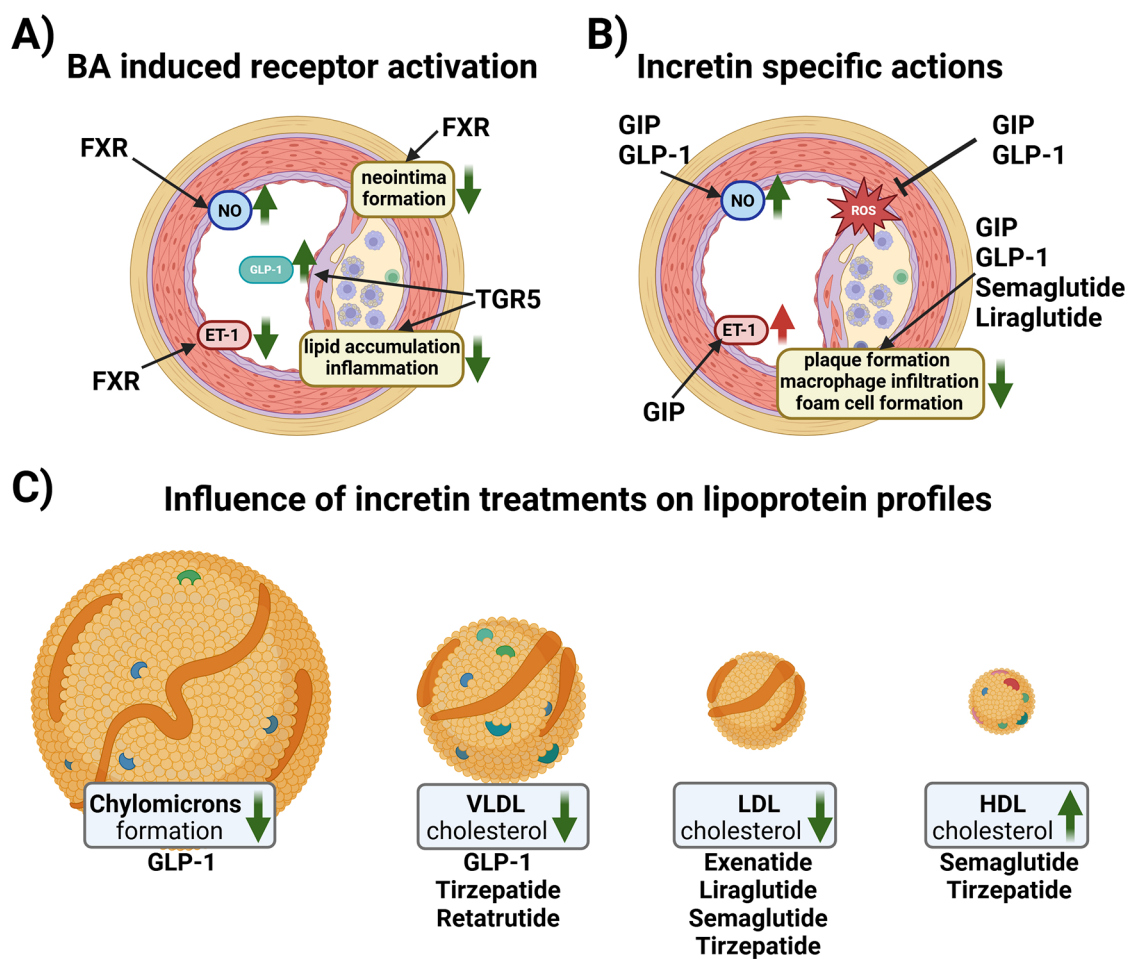 A)
BA induced receptor activation
FXR
FXR
neointima
formation
NO
GLP-1
TGR5
ET-1
lipid accumulation
inflammation
FXR
B)
Incretin specific actions
GIP
GLP-1
GIP
GLP-1
NO
ROS
GIP
GLP-1
Semaglutide
Liraglutide
ET-1
plaque formation
macrophage infiltration
foam cell formation
GIP
C)
Influence of incretin treatments on lipoprotein profiles
Chylomicrons
formation
GLP-1
VLDL
cholesterol
GLP-1
Tirzepatide
Retatrutide
LDL
cholesterol
Exenatide
Liraglutide
Semaglutide
Tirzepatide
HDL
cholesterol
Semaglutide
Tirzepatide